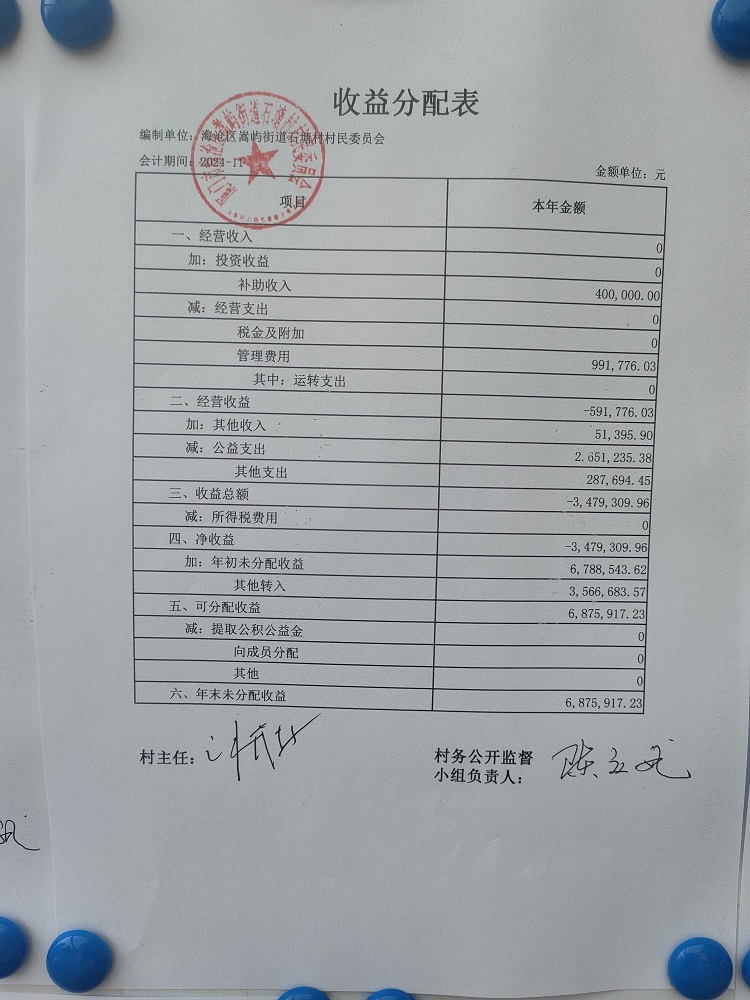 收益分配表
编制单位：海沧区嵩屿街道石塘村村民委员会
会计期间：2024-11
金额单位：元
项目 本年金额
一、经营收入 0
加：投资收益 0
补助收入 400,000.00
减：经营支出 0
税金及附加 0
管理费用 991,776.03
其中：运转支出 0
二、经营收益 -591,776.03
加：其他收入 51,395.90
减：公益支出 2,651,235.38
其他支出 287,694.45
三、收益总额 -3,479,309.96
减：所得税费用 0
四、净收益 -3,479,309.96
加：年初未分配收益 6,788,543.62
其他转入 3,566,683.57
五、可分配收益 6,875,917.23
减：提取公积公益金 0
向成员分配 0
其他 0
六、年末未分配收益 6,875,917.23
村主任：
村务公开监督
小组负责人：